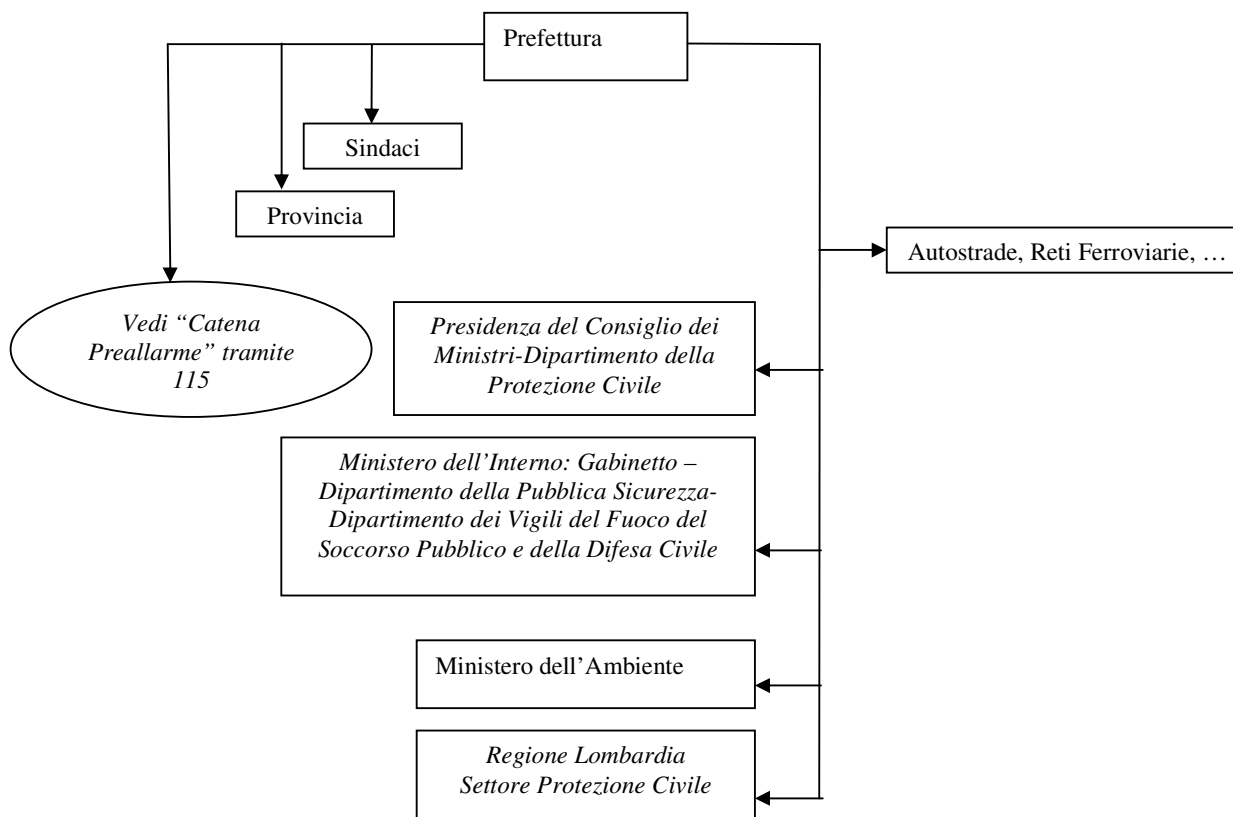 Prefettura
Sindaci
Provincia
Autostrade, Reti Ferroviarie, …
Vedi “Catena
Preallarme” tramite
115
Presidenza del Consiglio dei
Ministri-Dipartimento della
Protezione Civile
Ministero dell’Interno: Gabinetto –
Dipartimento della Pubblica Sicurezza-
Dipartimento dei Vigili del Fuoco del
Soccorso Pubblico e della Difesa Civile
Ministero dell’Ambiente
Regione Lombardia
Settore Protezione Civile